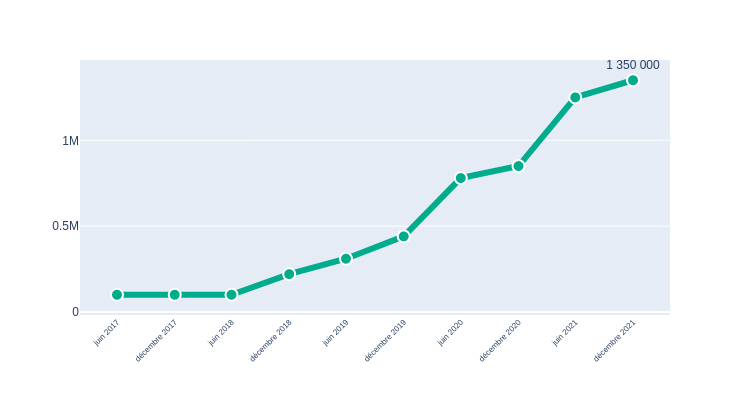 1 350 000
1M
0.5M
0
juin 2017
décembre 2017
juin 2018
décembre 2018
juin 2019
décembre 2019
juin 2020
décembre 2020
juin 2021
décembre 2021